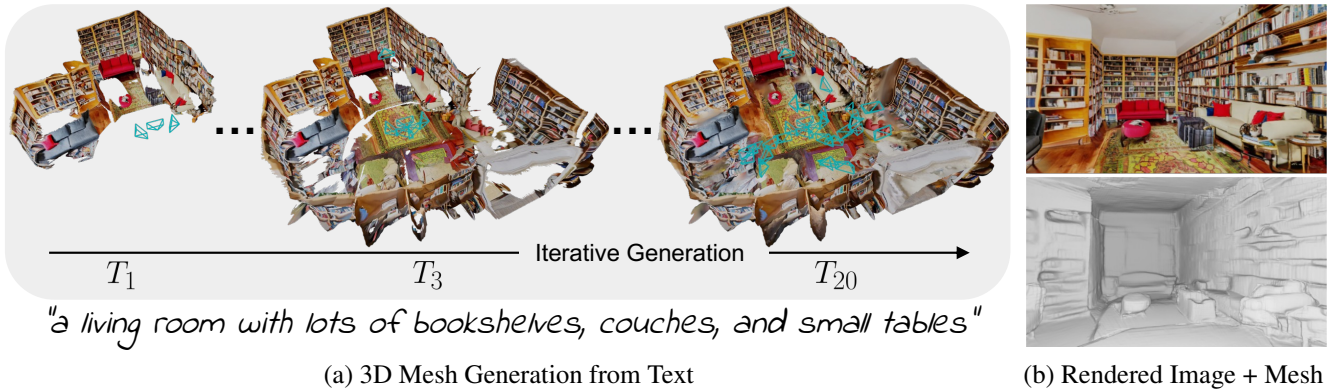 ... ...
Iterative Generation
T₁ T₃ T₂₀
"a living room with lots of bookshelves, couches, and small tables"
(a) 3D Mesh Generation from Text
(b) Rendered Image + Mesh